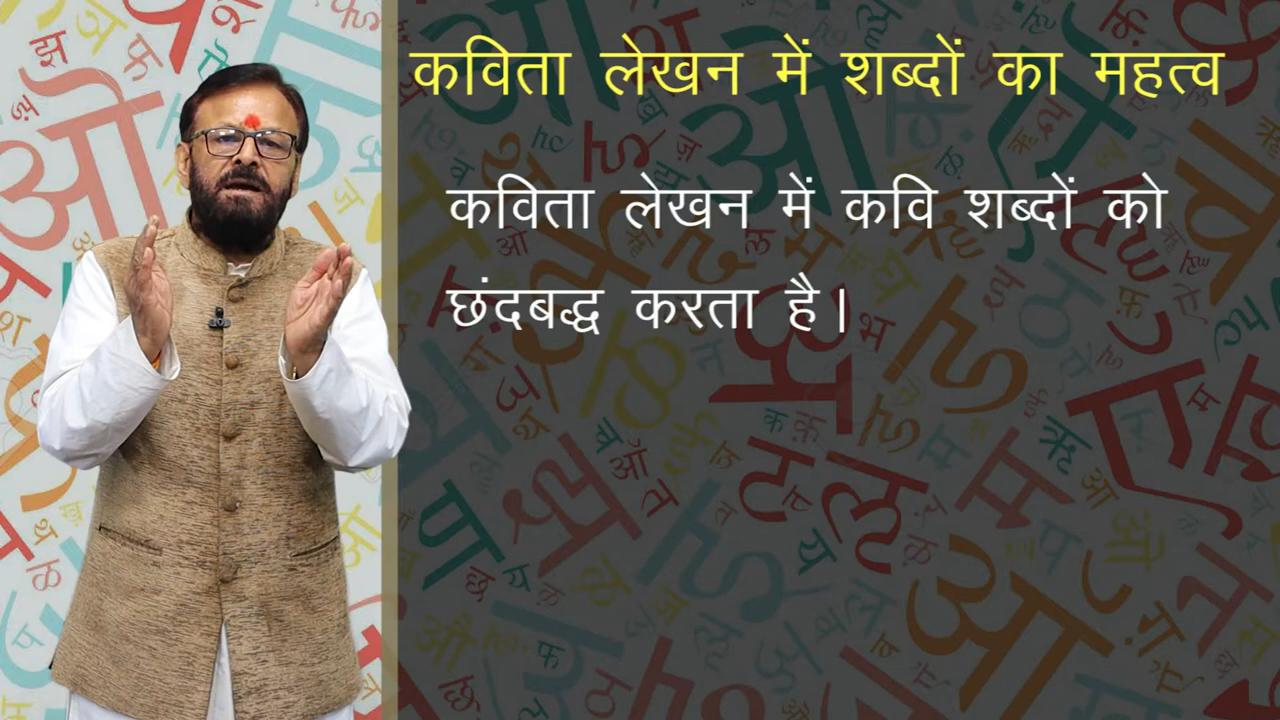 कविता लेखन में शब्दों का महत्व
कविता लेखन में कवि शब्दों को
छंदबद्ध करता है।